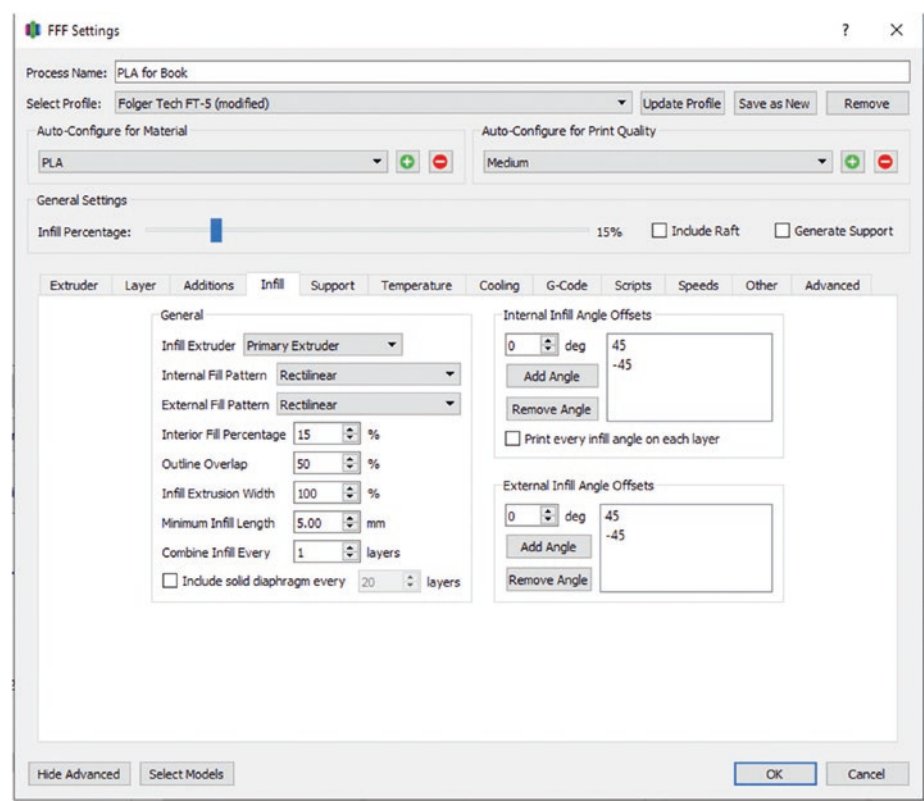 FFF Settings ?
Process Name: PLA for Book
Select Profile: Folger Tech FT-5 (modified) Update Profile Save as New Remove
Auto-Configure for Material Auto-Configure for Print Quality
PLA Medium
General Settings
Infill Percentage: 15% Include Raft Generate Support
Extruder Layer Additions Infill Support Temperature Cooling G-Code Scripts Speeds Other Advanced
General
Infill Extruder Primary Extruder
Internal Fill Pattern Rectilinear
External Fill Pattern Rectilinear
Interior Fill Percentage 15 %
Outline Overlap 50 %
Infill Extrusion Width 100 %
Minimum Infill Length 5.00 mm
Combine Infill Every 1 layers
Include solid diaphragm every 20 layers
Internal Infill Angle Offsets
0 deg 45
-45
Add Angle
Remove Angle
Print every infill angle on each layer
External Infill Angle Offsets
0 deg 45
-45
Add Angle
Remove Angle
Hide Advanced Select Models OK Cancel